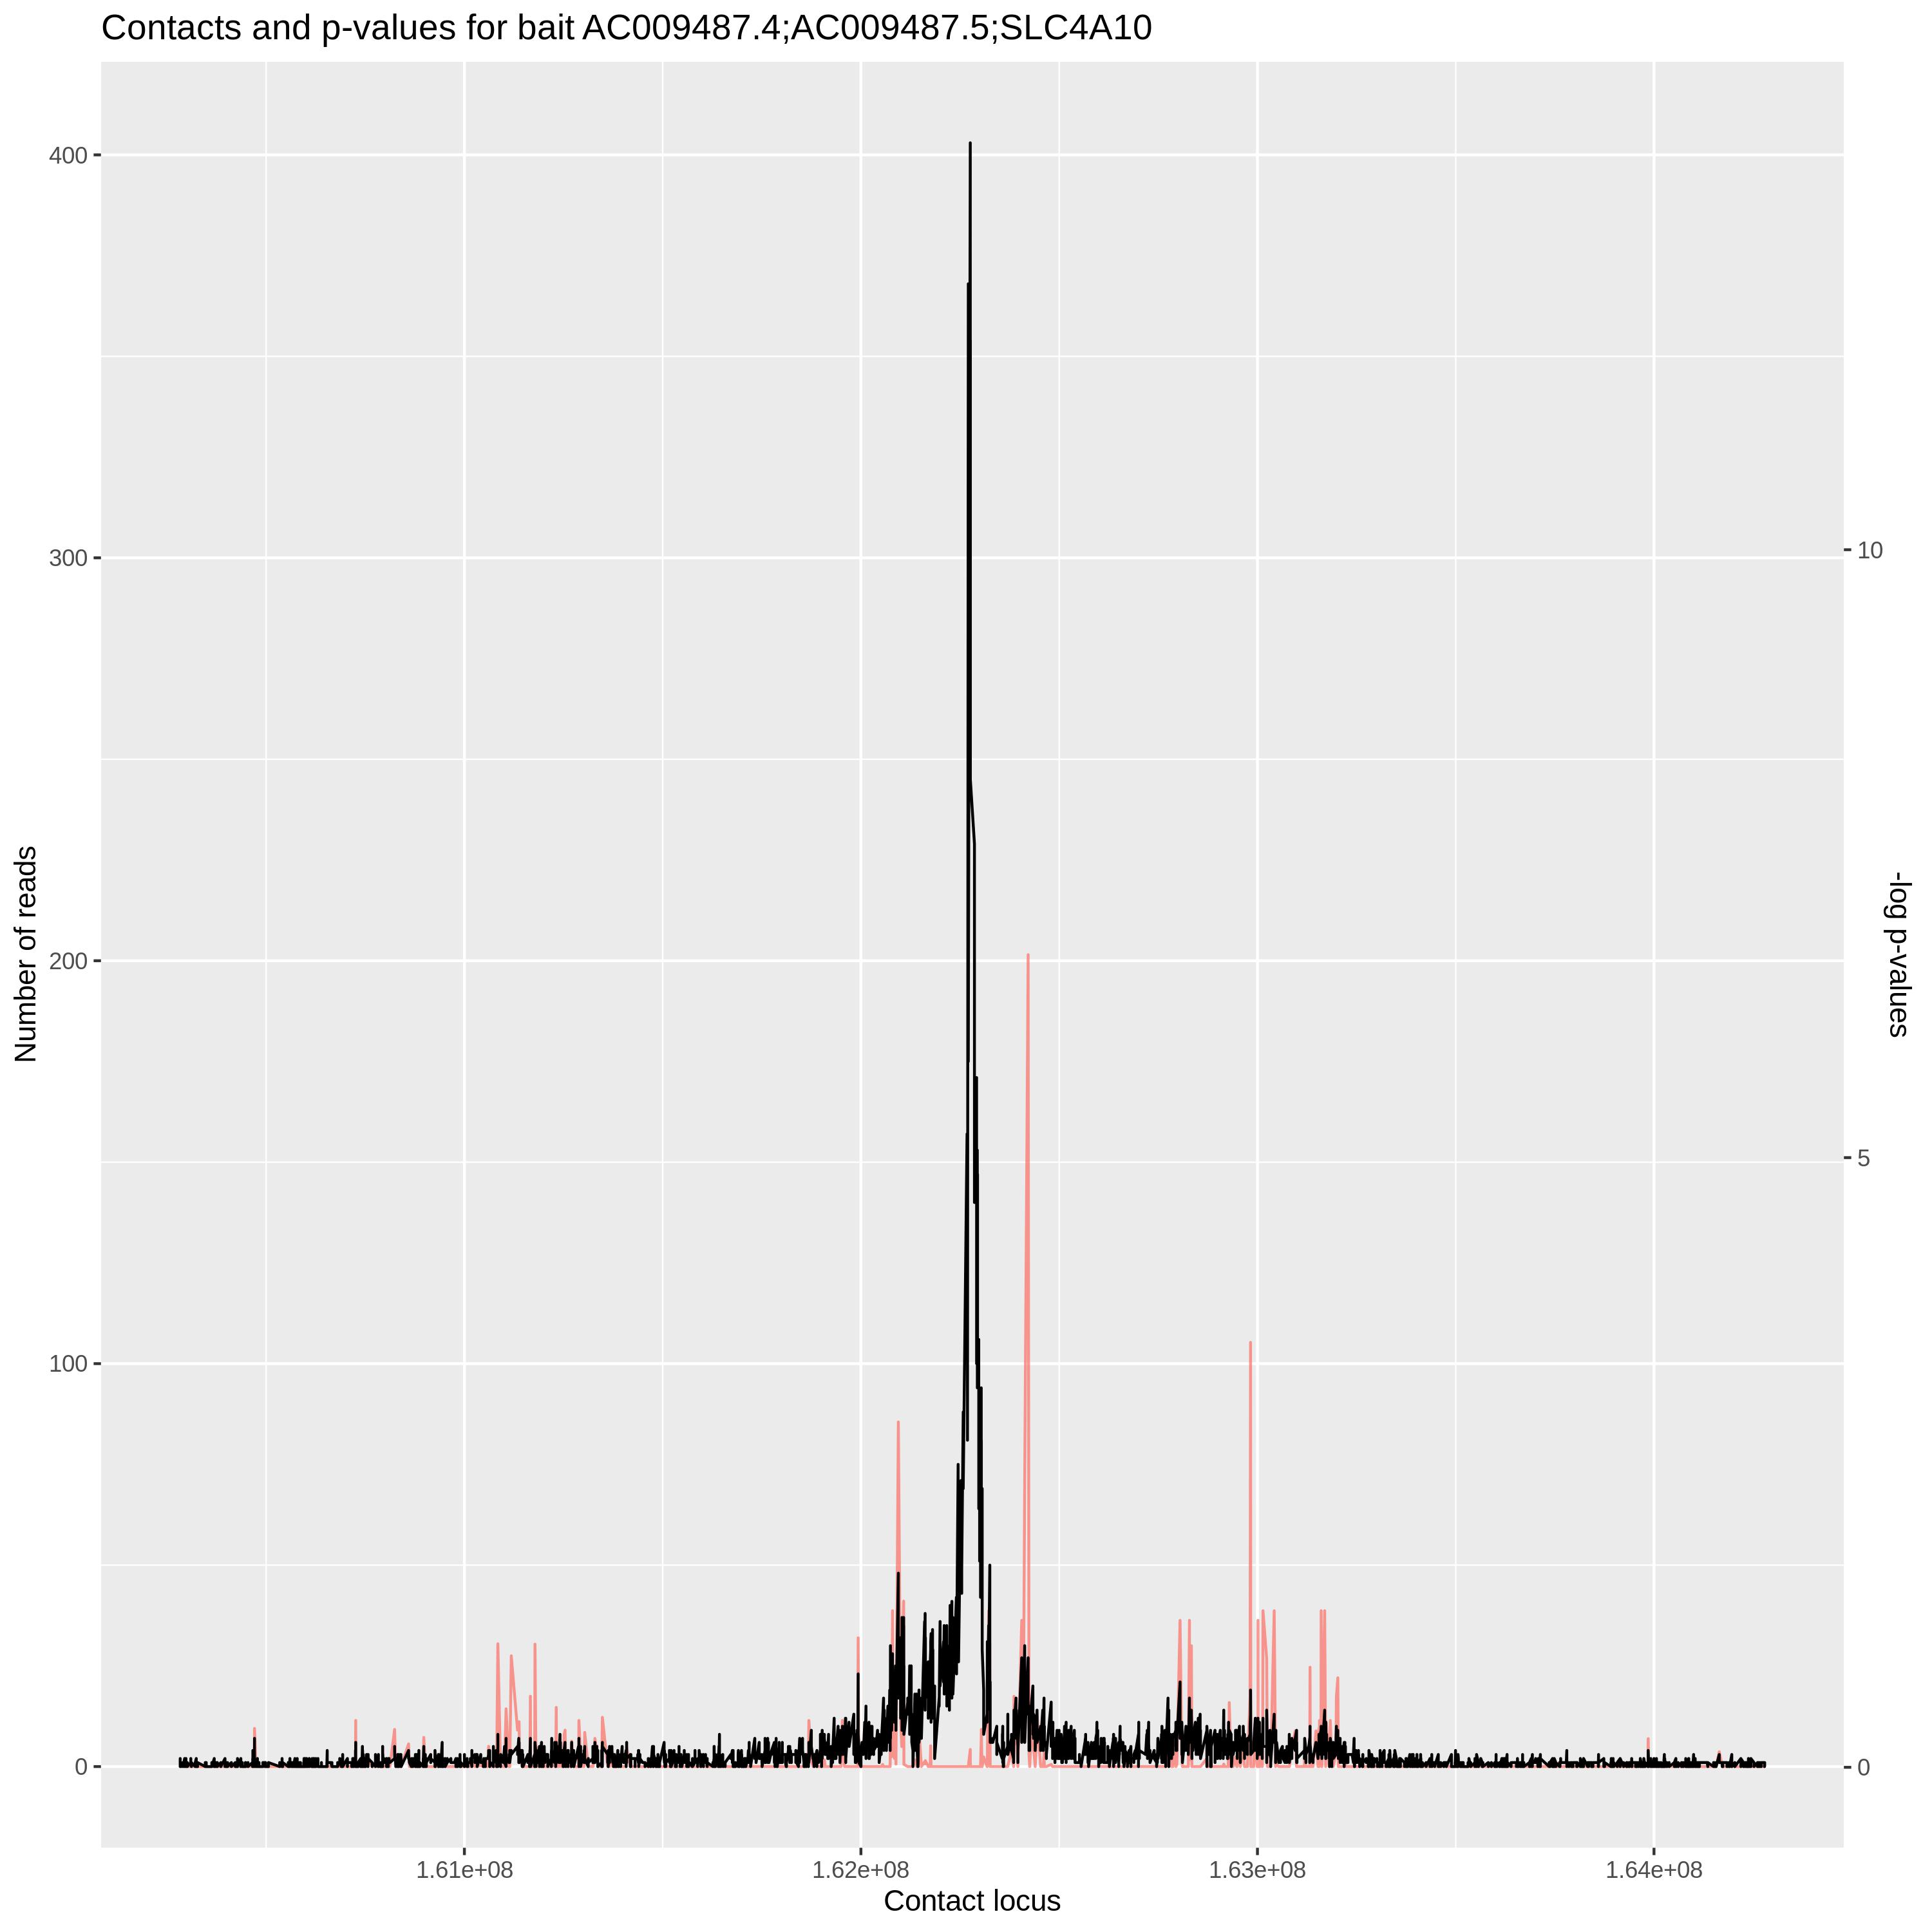 Contacts and p-values for bait AC009487.4;AC009487.5;SLC4A10
400
300
200
100
0
Number of reads
10
5
0
-log p-values
1.61e+08
1.62e+08
1.63e+08
1.64e+08
Contact locus